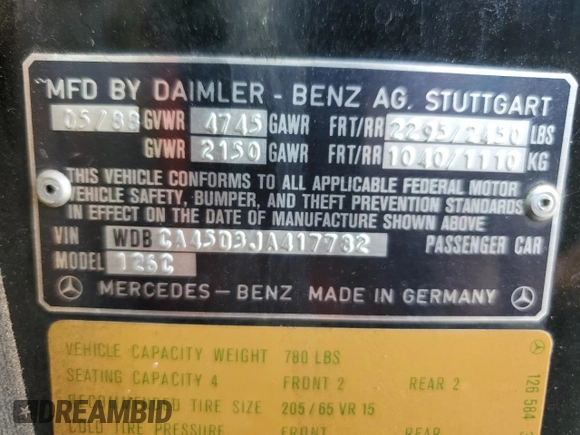 MFD BY DAIMLER - BENZ AG. STUTTGART
05/88 GVWR 4745 GAWR FRT/RR 2295/2450 LBS
GVWR 2150 GAWR FRT/RR 1040/1110 KG
THIS VEHICLE CONFORMS TO ALL APPLICABLE FEDERAL MOTOR
VEHICLE SAFETY, BUMPER, AND THEFT PREVENTION STANDARDS
IN EFFECT ON THE DATE OF MANUFACTURE SHOWN ABOVE
VIN WDB CA45D3JA417782 PASSENGER CAR
MODEL 126C
MERCEDES-BENZ MADE IN GERMANY
VEHICLE CAPACITY WEIGHT 780 LBS
SEATING CAPACITY 4 FRONT 2 REAR 2
RECOMMENDED TIRE SIZE 205/65 VR 15
COLD TIRE PRESSURE FRONT REAR
126 584
DREAMBID